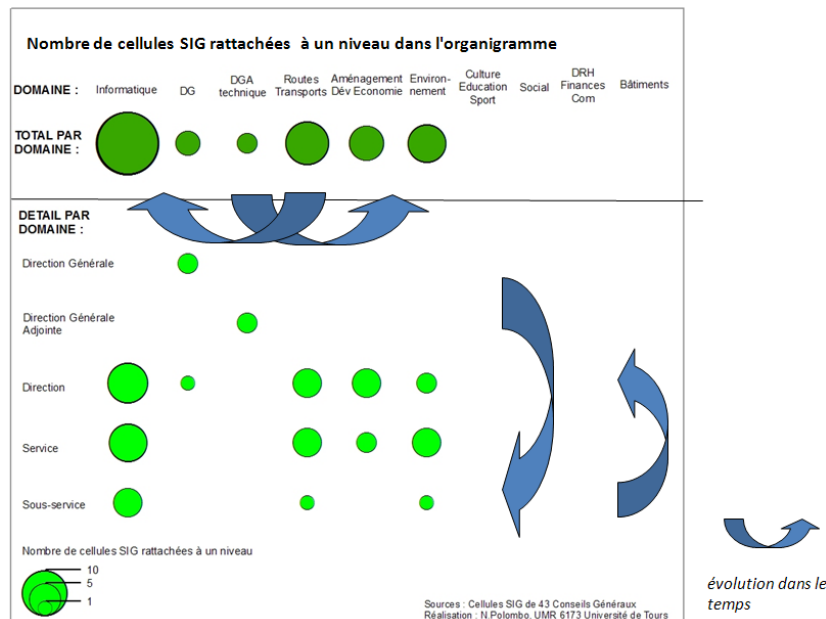 Nombre de cellules SIG rattachées à un niveau dans l'organigramme
DOMAINE :
Informatique
DG
DGA
technique
Routes
Transports
Aménagement
Dév Economie
Environ-
nement
Culture
Education
Sport
Social
DRH
Finances
Com
Bâtiments
TOTAL PAR
DOMAINE :
DETAIL PAR
DOMAINE :
Direction Générale
Direction Générale
Adjointe
Direction
Service
Sous-service
Nombre de cellules SIG rattachées à un niveau
10
5
1
Sources : Cellules SIG de 43 Conseils Généraux
Réalisation : N.Polombo. UMR 6173 Université de Tours
évolution dans le
temps